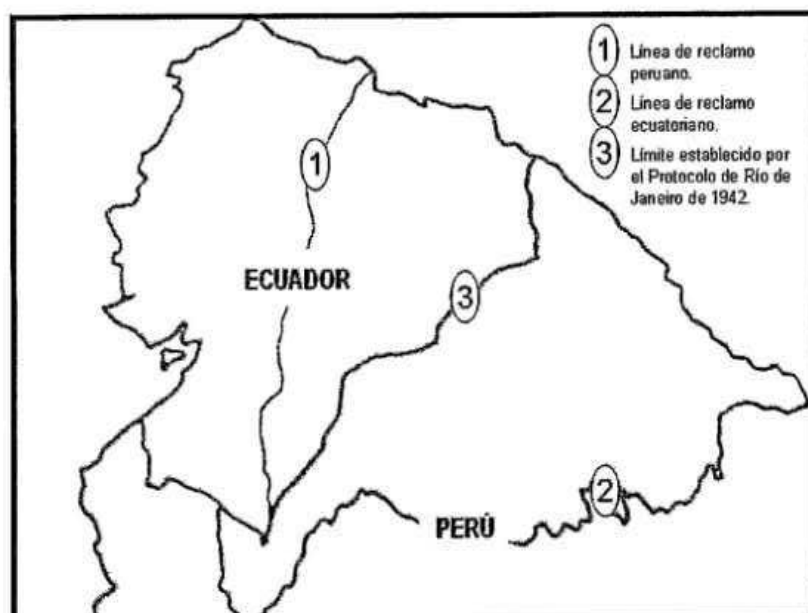 1 Línea de reclamo
peruano.
2 Línea de reclamo
ecuatoriano.
3 Límite establecido por
el Protocolo de Río de
Janeiro de 1942.
1
ECUADOR
3
2
PERÚ